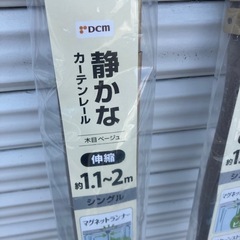 DCM
静かな
カーテンレール
木目ベージュ
伸縮
約1.1~2m
シングル
マグネットランナー